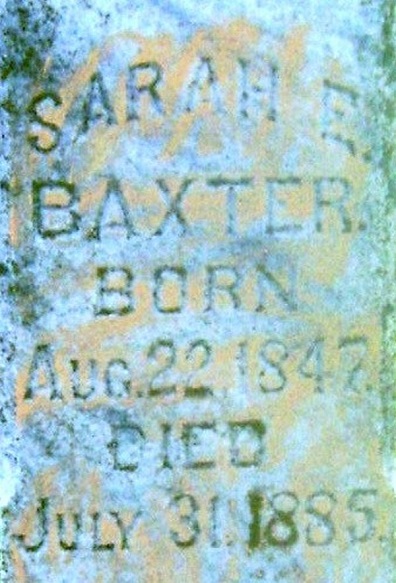 SARAH E.
BAXTER.
BORN
AUG. 22, 1847.
DIED
JULY 31. 1885.